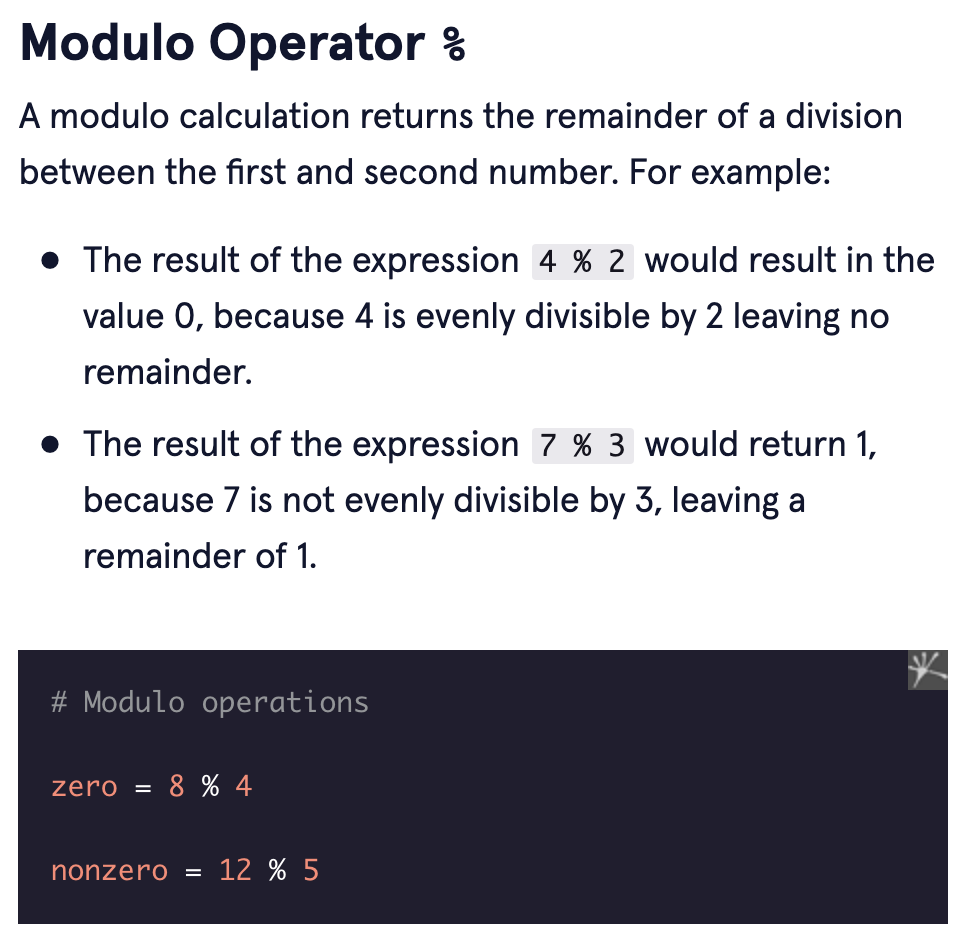 Modulo Operator %
A modulo calculation returns the remainder of a division
between the first and second number. For example:
● The result of the expression 4 % 2 would result in the
value 0, because 4 is evenly divisible by 2 leaving no
remainder.
● The result of the expression 7 % 3 would return 1,
because 7 is not evenly divisible by 3, leaving a
remainder of 1.
# Modulo operations
zero = 8 % 4
nonzero = 12 % 5